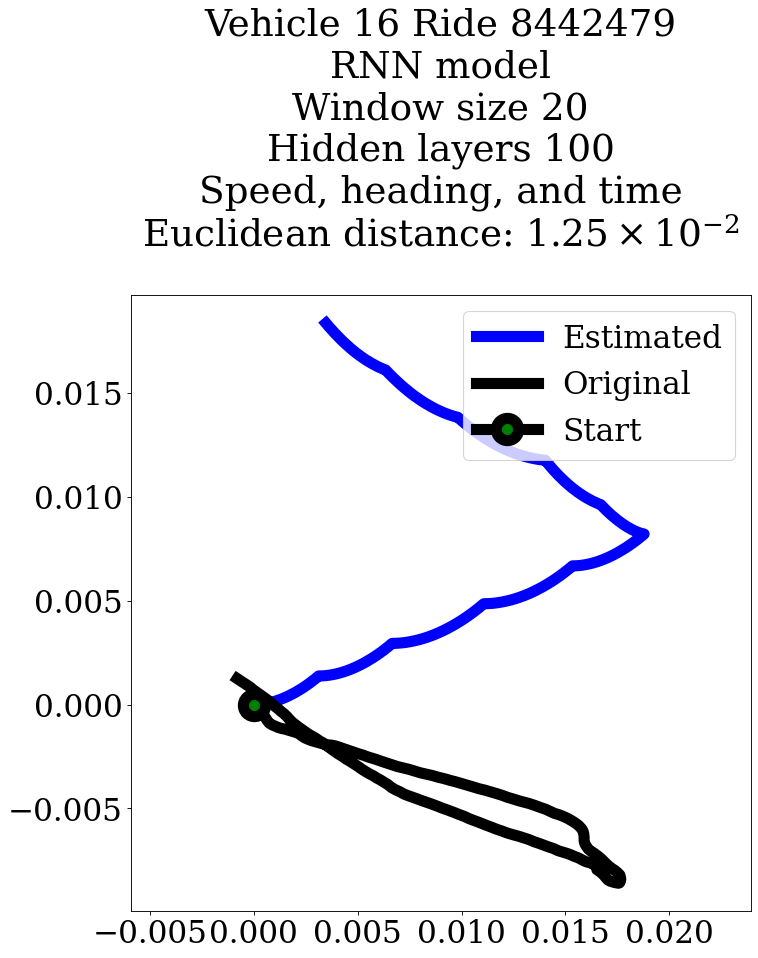 Vehicle 16 Ride 8442479
RNN model
Window size 20
Hidden layers 100
Speed, heading, and time
Euclidean distance: 1.25 × 10⁻²
Estimated
Original
Start
0.015
0.010
0.005
0.000
−0.005
−0.005 0.000 0.005 0.010 0.015 0.020